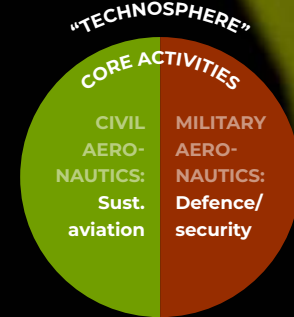 “TECHNOSPHERE”
CORE ACTIVITIES
CIVIL
AERO-
NAUTICS:
Sust.
aviation
MILITARY
AERO-
NAUTICS:
Defence/
security